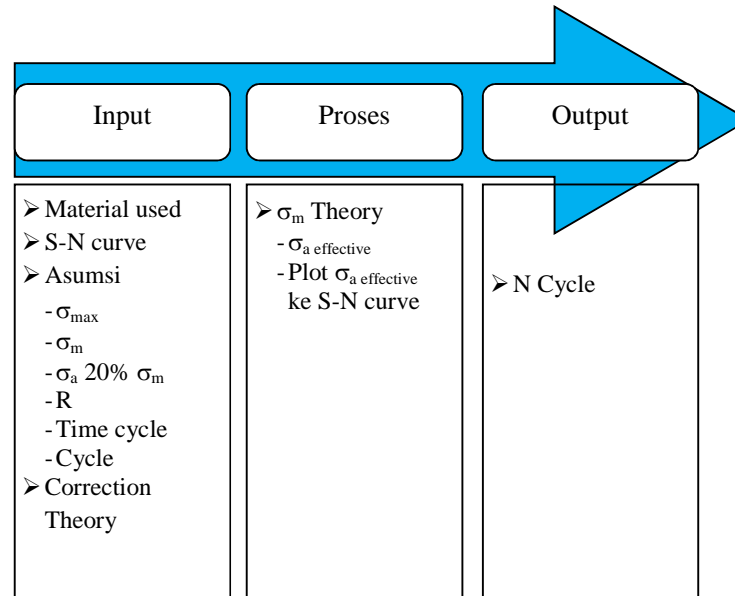 Input
Proses
Output
➢ Material used
➢ S-N curve
➢ Asumsi
- σmax
- σm
- σa 20% σm
- R
- Time cycle
- Cycle
➢ Correction
Theory
➢ σm Theory
- σa effective
- Plot σa effective
ke S-N curve
➢ N Cycle